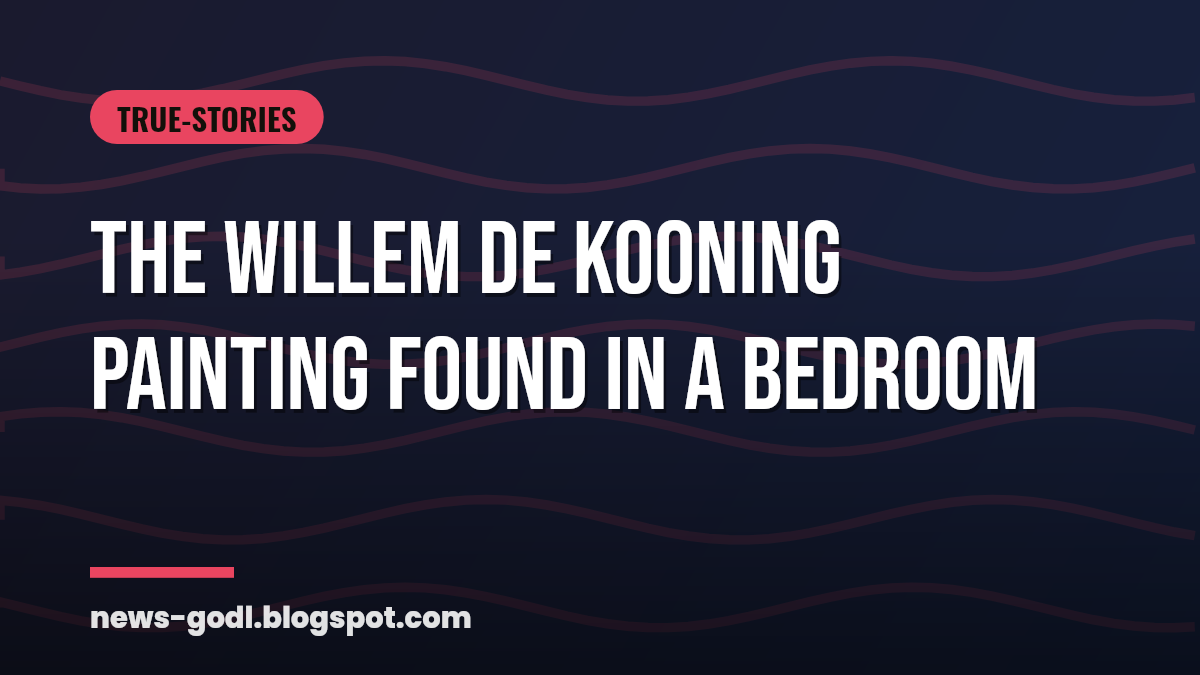 TRUE-STORIES
THE WILLEM DE KOONING
PAINTING FOUND IN A BEDROOM
news-godl.blogspot.com